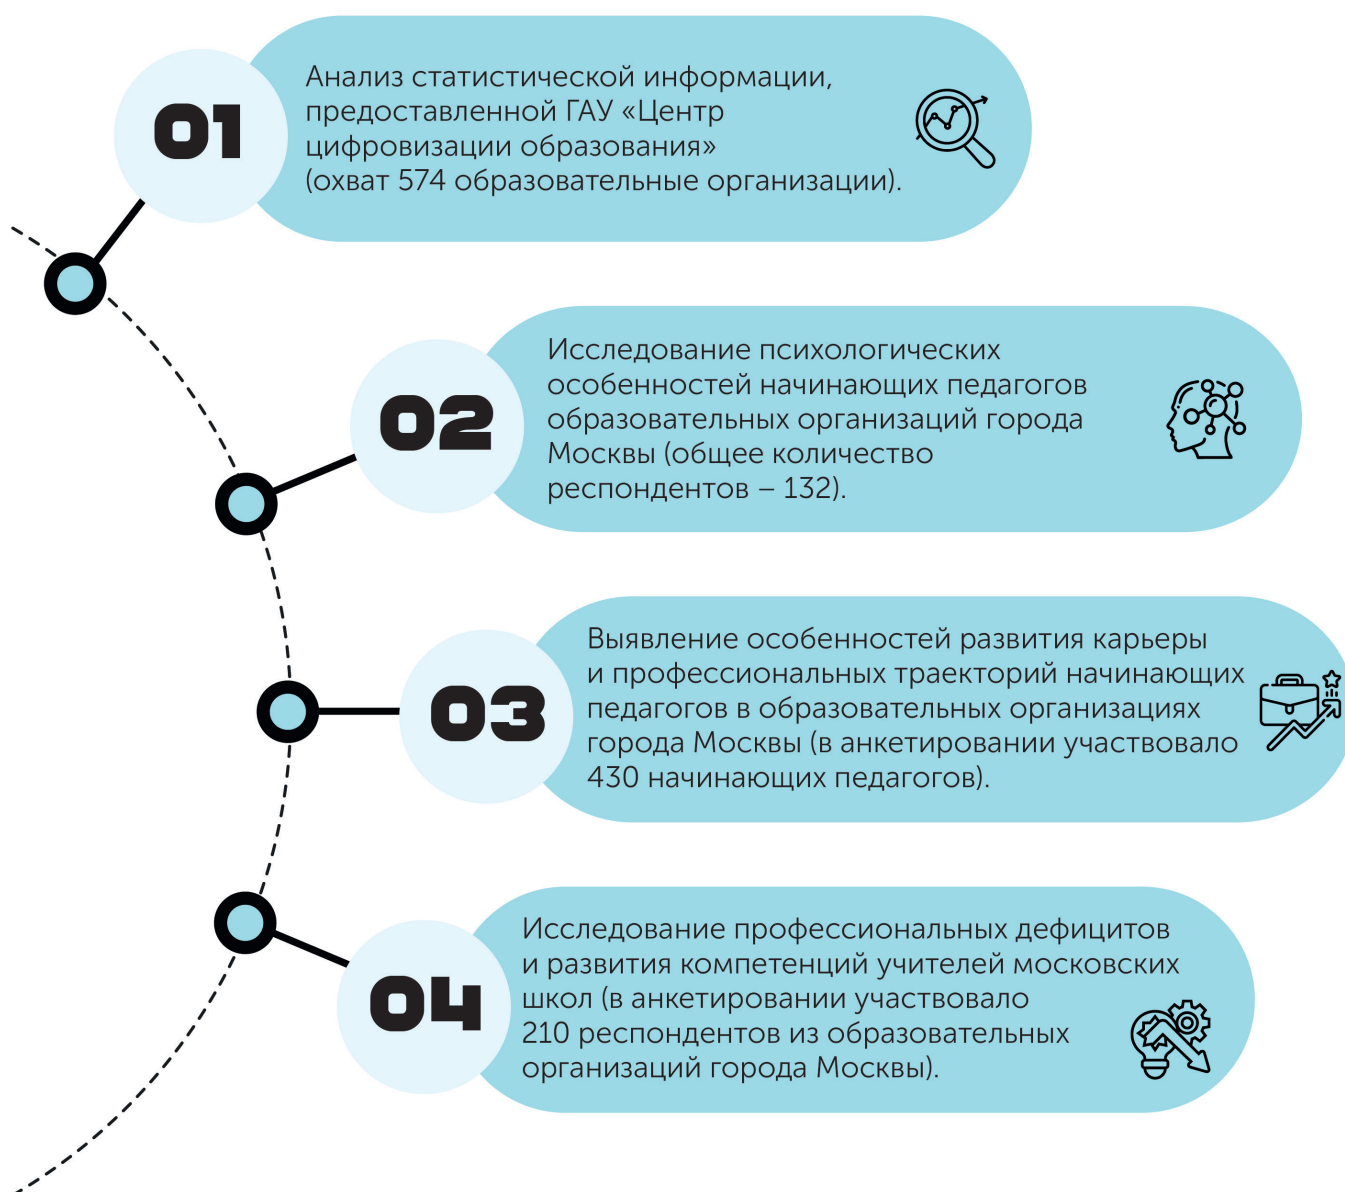 01
Анализ статистической информации,
предоставленной ГАУ «Центр
цифровизации образования»
(охват 574 образовательные организации).
02
Исследование психологических
особенностей начинающих педагогов
образовательных организаций города
Москвы (общее количество
респондентов – 132).
03
Выявление особенностей развития карьеры
и профессиональных траекторий начинающих
педагогов в образовательных организациях
города Москвы (в анкетировании участвовало
430 начинающих педагогов).
04
Исследование профессиональных дефицитов
и развития компетенций учителей московских
школ (в анкетировании участвовало
210 респондентов из образовательных
организаций города Москвы).